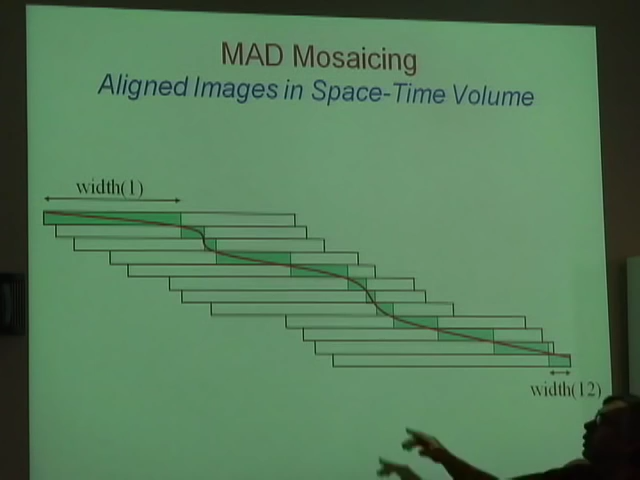 MAD Mosaicing
Aligned Images in Space-Time Volume
width(1)
width(12)